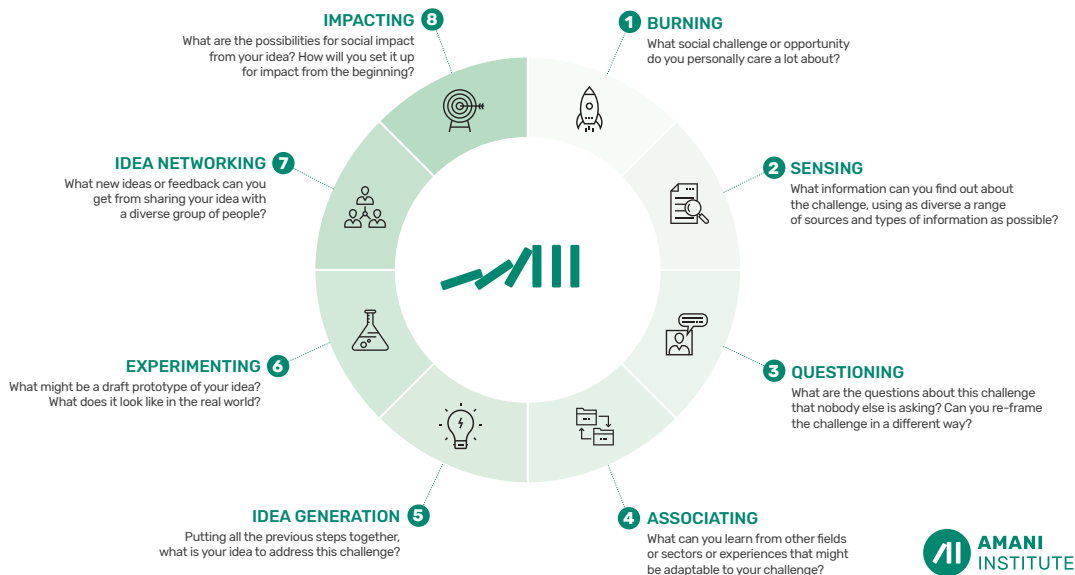 1 BURNING
What social challenge or opportunity
do you personally care a lot about?
2 SENSING
What information can you find out about
the challenge, using as diverse a range
of sources and types of information as possible?
3 QUESTIONING
What are the questions about this challenge
that nobody else is asking? Can you re-frame
the challenge in a different way?
4 ASSOCIATING
What can you learn from other fields
or sectors or experiences that might
be adaptable to your challenge?
IDEA GENERATION 5
Putting all the previous steps together,
what is your idea to address this challenge?
EXPERIMENTING 6
What might be a draft prototype of your idea?
What does it look like in the real world?
IDEA NETWORKING 7
What new ideas or feedback can you
get from sharing your idea with
a diverse group of people?
IMPACTING 8
What are the possibilities for social impact
from your idea? How will you set it up
for impact from the beginning?
AMANI
INSTITUTE